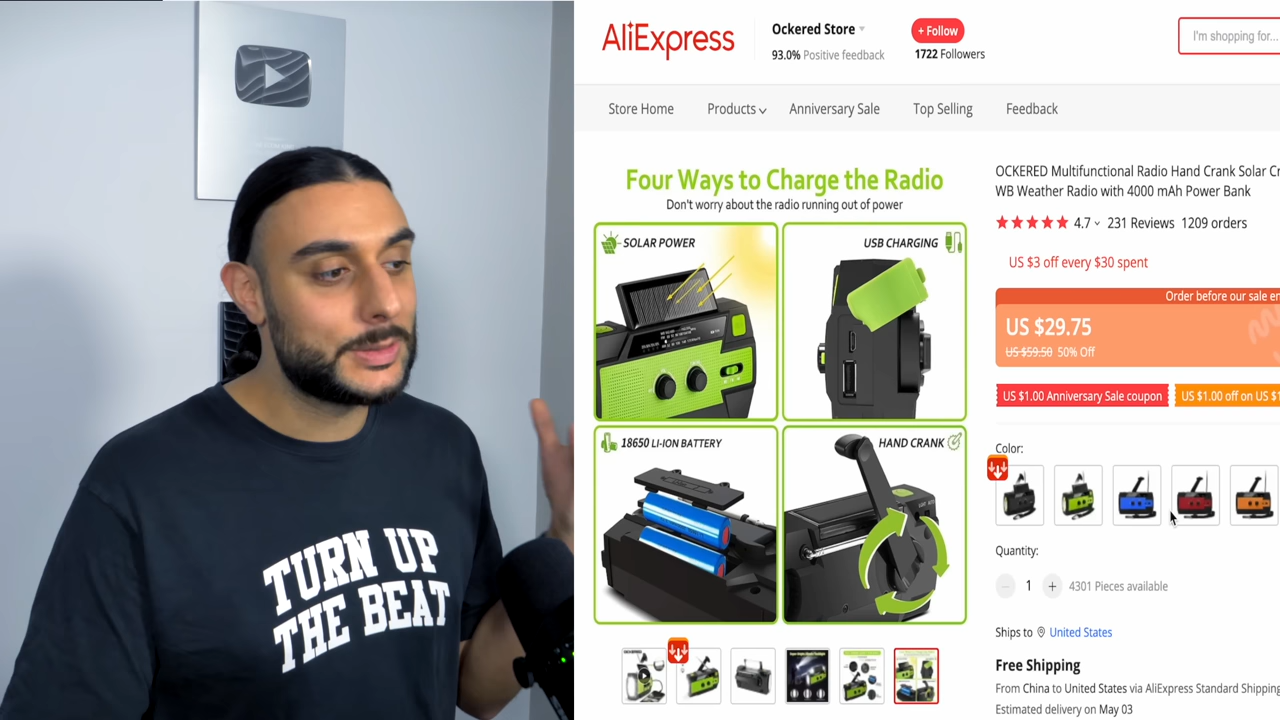 TURN UP
THE BEAT
AliExpress
Ockered Store
93.0% Positive feedback
+ Follow
1722 Followers
I'm shopping for...
Store Home
Products
Anniversary Sale
Top Selling
Feedback
Four Ways to Charge the Radio
Don't worry about the radio running out of power
SOLAR POWER
USB CHARGING
18650 LI-ION BATTERY
HAND CRANK
OCKERED Multifunctional Radio Hand Crank Solar Cr
WB Weather Radio with 4000 mAh Power Bank
4.7 231 Reviews 1209 orders
US $3 off every $30 spent
Order before our sale en
US $29.75
US $59.50 50% Off
US $1.00 Anniversary Sale coupon
US $1.00 off on US $1
Color:
Quantity:
1
4301 Pieces available
Ships to United States
Free Shipping
From China to United States via AliExpress Standard Shipping
Estimated delivery on May 03